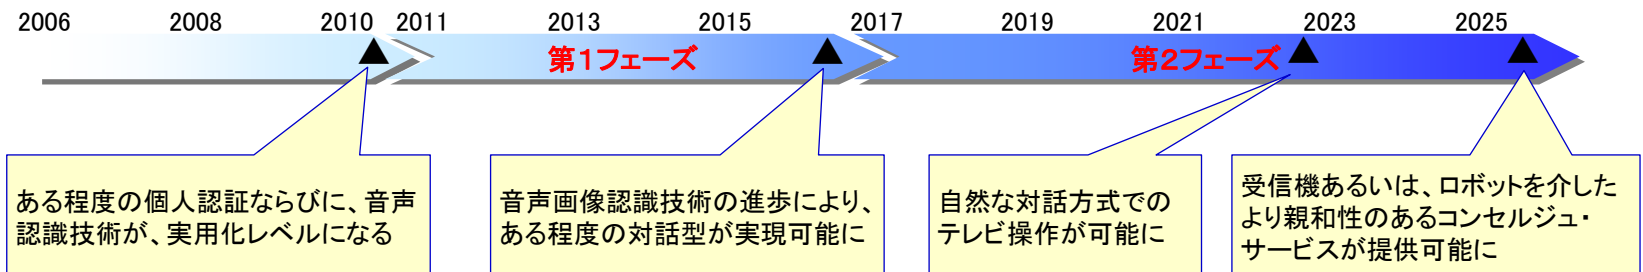 2006 2008 2010 2011 2013 2015 2017 2019 2021 2023 2025
第1フェーズ 第2フェーズ
ある程度の個人認証ならびに、音声
認識技術が、実用化レベルになる
音声画像認識技術の進歩により、
ある程度の対話型が実現可能に
自然な対話方式での
テレビ操作が可能に
受信機あるいは、ロボットを介した
より親和性のあるコンセルジュ・
サービスが提供可能に